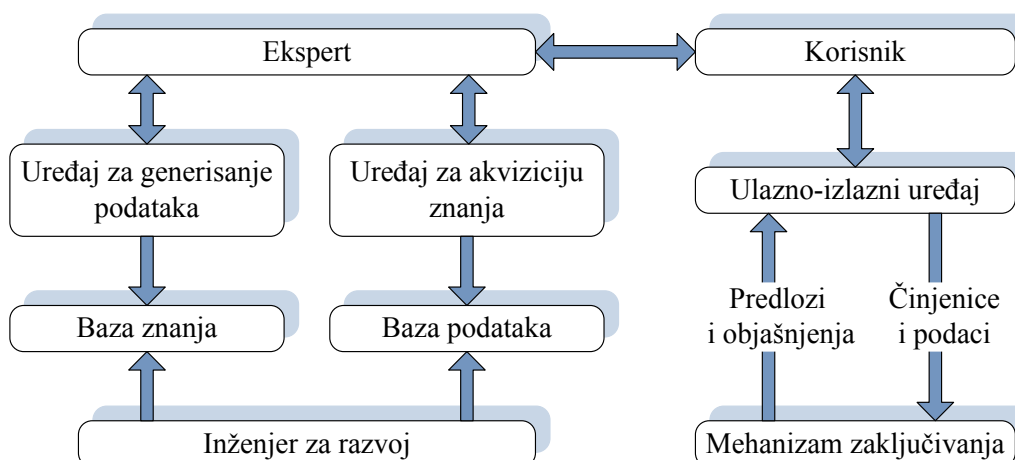 Ekspert
Korisnik
Uređaj za generisanje
podataka
Uređaj za akviziciju
znanja
Ulazno-izlazni uređaj
Predlozi
i objašnjenja
Činjenice
i podaci
Baza znanja
Baza podataka
Inženjer za razvoj
Mehanizam zaključivanja